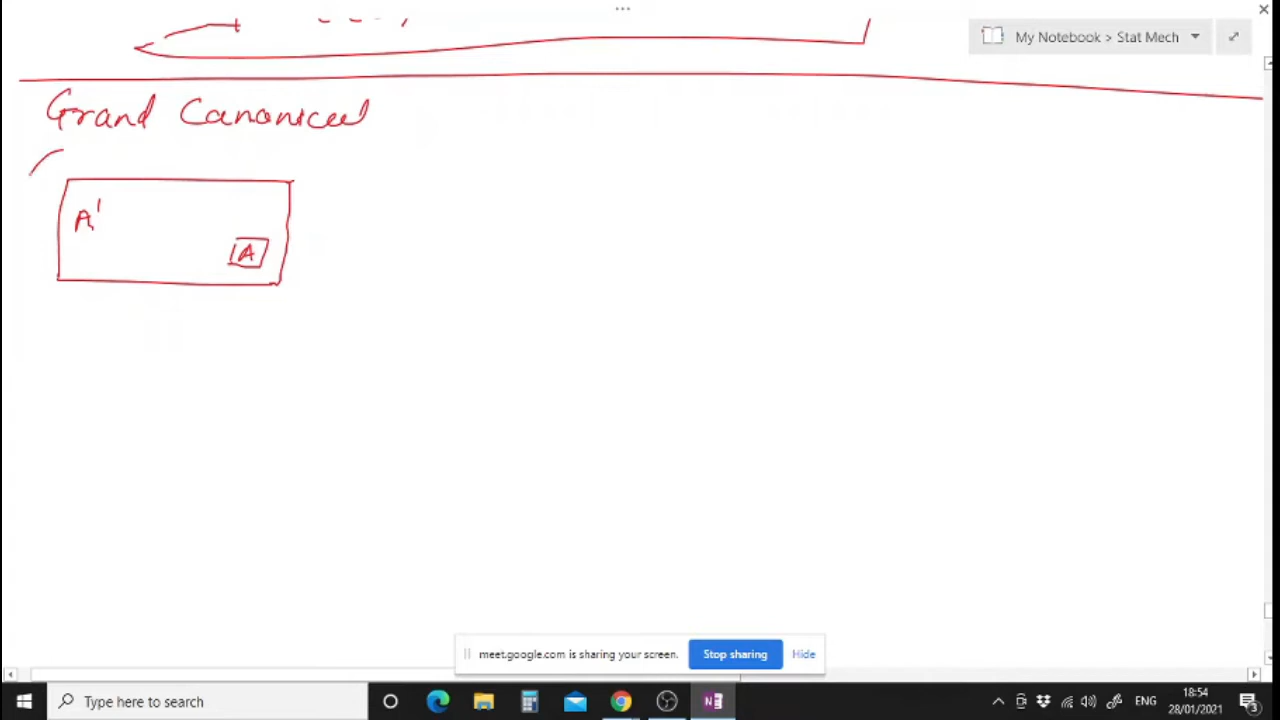 My Notebook > Stat Mech
Grand Canonical
A'
A
meet.google.com is sharing your screen.
Stop sharing
Hide
Type here to search
N
ENG
18:54
28/01/2021
3